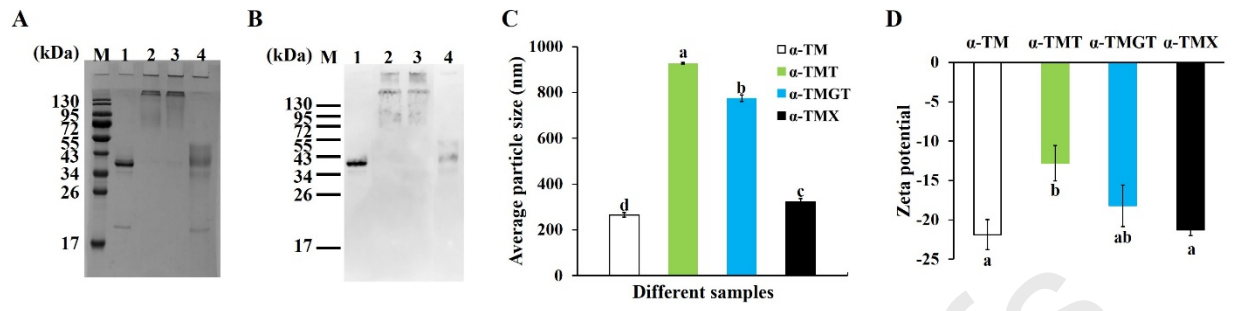 A
(kDa) M 1 2 3 4
130
95
72
55
43
34
26
17
B
(kDa) M 1 2 3 4
130
95
72
55
43
34
26
17
C
Average particle size (nm)
1000
800
600
400
200
0
d
a
b
c
α-TM
α-TMT
α-TMGT
α-TMX
Different samples
D
α-TM α-TMT α-TMGT α-TMX
Zeta potential
0
-5
-10
-15
-20
-25
a
b
ab
a